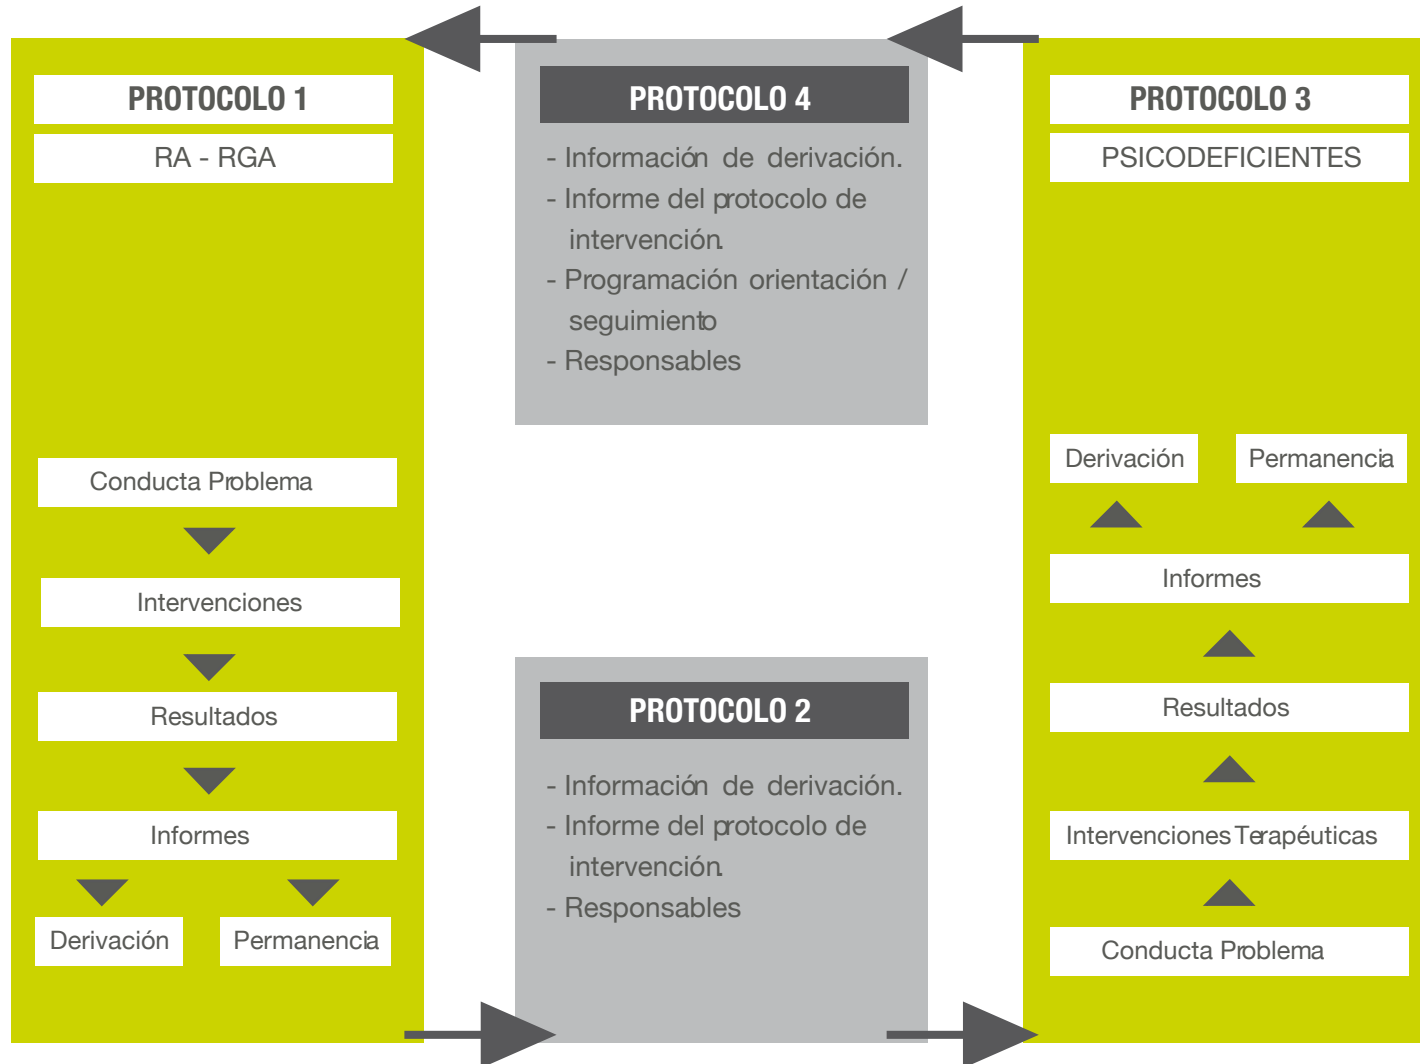 PROTOCOLO 1
RA - RGA
Conducta Problema
Intervenciones
Resultados
Informes
Derivación
Permanencia
PROTOCOLO 4
- Información de derivación.
- Informe del protocolo de
intervención.
- Programación orientación /
seguimiento
- Responsables
PROTOCOLO 2
- Información de derivación.
- Informe del protocolo de
intervención.
- Responsables
PROTOCOLO 3
PSICODEFICIENTES
Derivación
Permanencia
Informes
Resultados
Intervenciones Terapéuticas
Conducta Problema